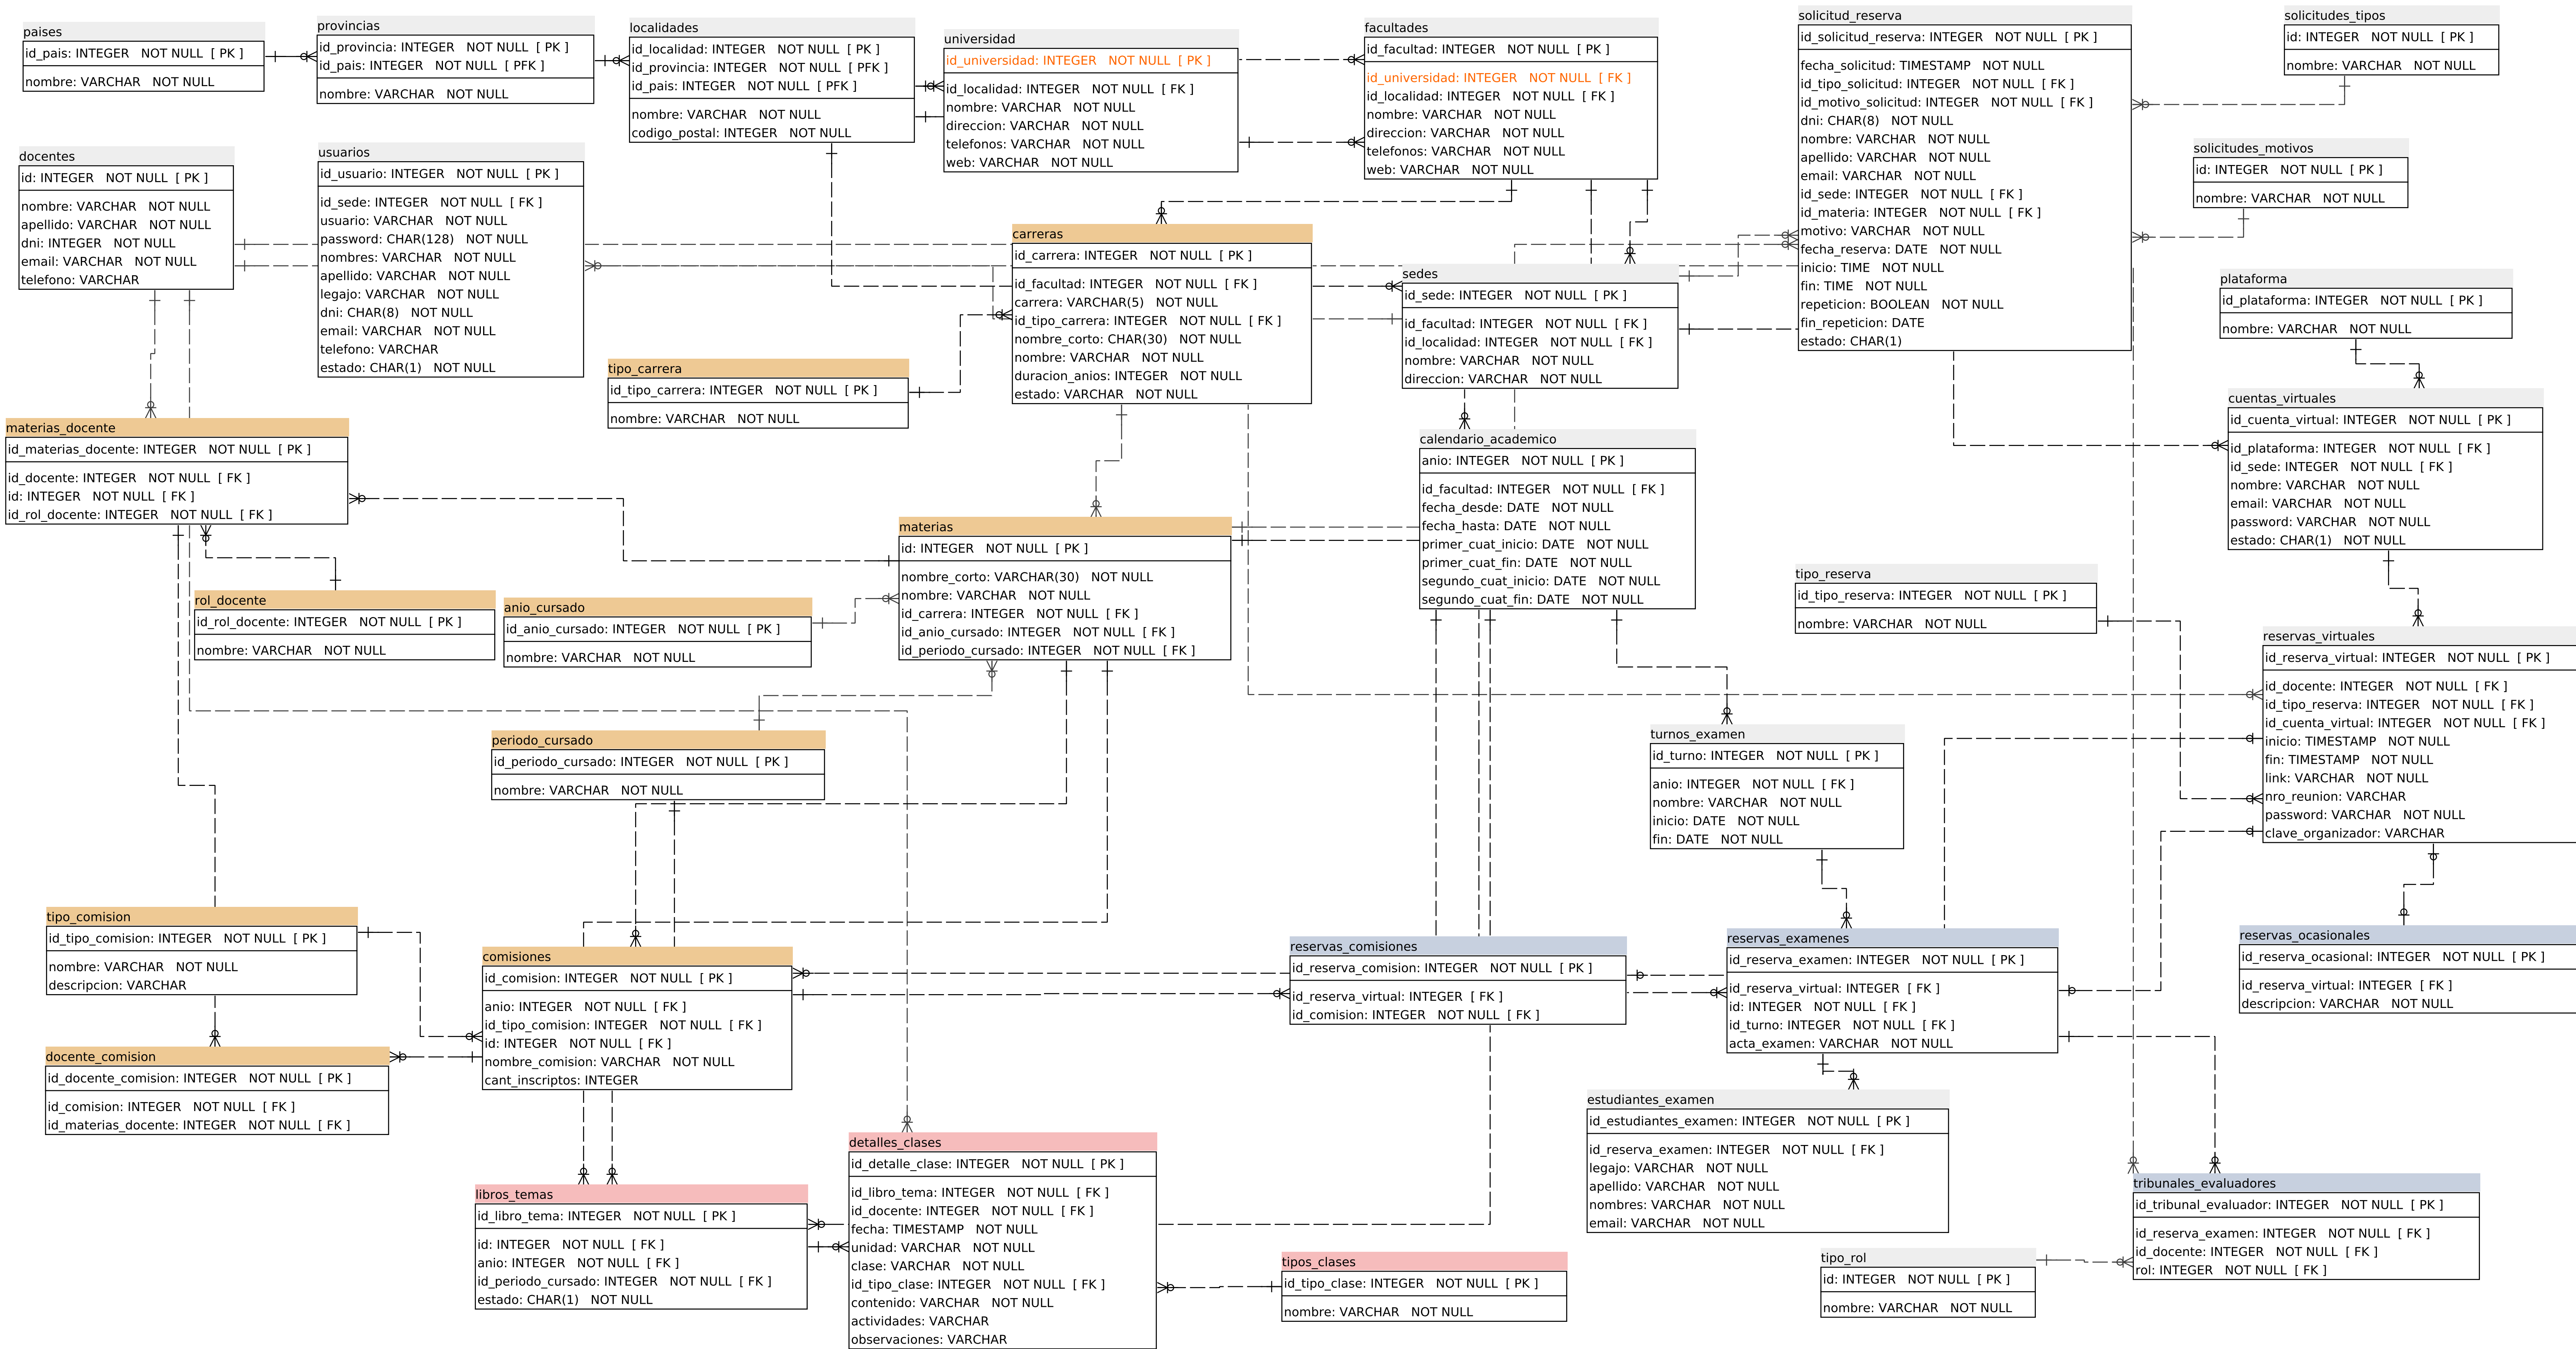 paises
id_pais: INTEGER NOT NULL [ PK ]
nombre: VARCHAR NOT NULL
provincias
id_provincia: INTEGER NOT NULL [ PK ]
id_pais: INTEGER NOT NULL [ PFK ]
nombre: VARCHAR NOT NULL
localidades
id_localidad: INTEGER NOT NULL [ PK ]
id_provincia: INTEGER NOT NULL [ PFK ]
id_pais: INTEGER NOT NULL [ PFK ]
nombre: VARCHAR NOT NULL
codigo_postal: INTEGER NOT NULL
universidad
id_universidad: INTEGER NOT NULL [ PK ]
id_localidad: INTEGER NOT NULL [ FK ]
nombre: VARCHAR NOT NULL
direccion: VARCHAR NOT NULL
telefonos: VARCHAR NOT NULL
web: VARCHAR NOT NULL
facultades
id_facultad: INTEGER NOT NULL [ PK ]
id_universidad: INTEGER NOT NULL [ FK ]
id_localidad: INTEGER NOT NULL [ FK ]
nombre: VARCHAR NOT NULL
direccion: VARCHAR NOT NULL
telefonos: VARCHAR NOT NULL
web: VARCHAR NOT NULL
solicitud_reserva
id_solicitud_reserva: INTEGER NOT NULL [ PK ]
fecha_solicitud: TIMESTAMP NOT NULL
id_tipo_solicitud: INTEGER NOT NULL [ FK ]
id_motivo_solicitud: INTEGER NOT NULL [ FK ]
dni: CHAR(8) NOT NULL
nombre: VARCHAR NOT NULL
apellido: VARCHAR NOT NULL
email: VARCHAR NOT NULL
id_sede: INTEGER NOT NULL [ FK ]
id_materia: INTEGER NOT NULL [ FK ]
motivo: VARCHAR NOT NULL
fecha_reserva: DATE NOT NULL
inicio: TIME NOT NULL
fin: TIME NOT NULL
repeticion: BOOLEAN NOT NULL
fin_repeticion: DATE
estado: CHAR(1)
solicitudes_tipos
id: INTEGER NOT NULL [ PK ]
nombre: VARCHAR NOT NULL
solicitudes_motivos
id: INTEGER NOT NULL [ PK ]
nombre: VARCHAR NOT NULL
docentes
id: INTEGER NOT NULL [ PK ]
nombre: VARCHAR NOT NULL
apellido: VARCHAR NOT NULL
dni: INTEGER NOT NULL
email: VARCHAR NOT NULL
telefono: VARCHAR
usuarios
id_usuario: INTEGER NOT NULL [ PK ]
id_sede: INTEGER NOT NULL [ FK ]
usuario: VARCHAR NOT NULL
password: CHAR(128) NOT NULL
nombres: VARCHAR NOT NULL
apellido: VARCHAR NOT NULL
legajo: VARCHAR NOT NULL
dni: CHAR(8) NOT NULL
email: VARCHAR NOT NULL
telefono: VARCHAR
estado: CHAR(1) NOT NULL
carreras
id_carrera: INTEGER NOT NULL [ PK ]
id_facultad: INTEGER NOT NULL [ FK ]
carrera: VARCHAR(5) NOT NULL
id_tipo_carrera: INTEGER NOT NULL [ FK ]
nombre_corto: CHAR(30) NOT NULL
nombre: VARCHAR NOT NULL
duracion_anios: INTEGER NOT NULL
estado: VARCHAR NOT NULL
sedes
id_sede: INTEGER NOT NULL [ PK ]
id_facultad: INTEGER NOT NULL [ FK ]
id_localidad: INTEGER NOT NULL [ FK ]
nombre: VARCHAR NOT NULL
direccion: VARCHAR NOT NULL
plataforma
id_plataforma: INTEGER NOT NULL [ PK ]
nombre: VARCHAR NOT NULL
tipo_carrera
id_tipo_carrera: INTEGER NOT NULL [ PK ]
nombre: VARCHAR NOT NULL
cuentas_virtuales
id_cuenta_virtual: INTEGER NOT NULL [ PK ]
id_plataforma: INTEGER NOT NULL [ FK ]
id_sede: INTEGER NOT NULL [ FK ]
nombre: VARCHAR NOT NULL
email: VARCHAR NOT NULL
password: VARCHAR NOT NULL
estado: CHAR(1) NOT NULL
materias_docente
id_materias_docente: INTEGER NOT NULL [ PK ]
id_docente: INTEGER NOT NULL [ FK ]
id: INTEGER NOT NULL [ FK ]
id_rol_docente: INTEGER NOT NULL [ FK ]
calendario_academico
anio: INTEGER NOT NULL [ PK ]
id_facultad: INTEGER NOT NULL [ FK ]
fecha_desde: DATE NOT NULL
fecha_hasta: DATE NOT NULL
primer_cuat_inicio: DATE NOT NULL
primer_cuat_fin: DATE NOT NULL
segundo_cuat_inicio: DATE NOT NULL
segundo_cuat_fin: DATE NOT NULL
materias
id: INTEGER NOT NULL [ PK ]
nombre_corto: VARCHAR(30) NOT NULL
nombre: VARCHAR NOT NULL
id_carrera: INTEGER NOT NULL [ FK ]
id_anio_cursado: INTEGER NOT NULL [ FK ]
id_periodo_cursado: INTEGER NOT NULL [ FK ]
rol_docente
id_rol_docente: INTEGER NOT NULL [ PK ]
nombre: VARCHAR NOT NULL
anio_cursado
id_anio_cursado: INTEGER NOT NULL [ PK ]
nombre: VARCHAR NOT NULL
tipo_reserva
id_tipo_reserva: INTEGER NOT NULL [ PK ]
nombre: VARCHAR NOT NULL
reservas_virtuales
id_reserva_virtual: INTEGER NOT NULL [ PK ]
id_docente: INTEGER NOT NULL [ FK ]
id_tipo_reserva: INTEGER NOT NULL [ FK ]
id_cuenta_virtual: INTEGER NOT NULL [ FK ]
inicio: TIMESTAMP NOT NULL
fin: TIMESTAMP NOT NULL
link: VARCHAR NOT NULL
nro_reunion: VARCHAR
password: VARCHAR NOT NULL
clave_organizador: VARCHAR
periodo_cursado
id_periodo_cursado: INTEGER NOT NULL [ PK ]
nombre: VARCHAR NOT NULL
turnos_examen
id_turno: INTEGER NOT NULL [ PK ]
anio: INTEGER NOT NULL [ FK ]
nombre: VARCHAR NOT NULL
inicio: DATE NOT NULL
fin: DATE NOT NULL
tipo_comision
id_tipo_comision: INTEGER NOT NULL [ PK ]
nombre: VARCHAR NOT NULL
descripcion: VARCHAR
comisiones
id_comision: INTEGER NOT NULL [ PK ]
anio: INTEGER NOT NULL [ FK ]
id_tipo_comision: INTEGER NOT NULL [ FK ]
id: INTEGER NOT NULL [ FK ]
nombre_comision: VARCHAR NOT NULL
cant_inscriptos: INTEGER
reservas_comisiones
id_reserva_comision: INTEGER NOT NULL [ PK ]
id_reserva_virtual: INTEGER [ FK ]
id_comision: INTEGER NOT NULL [ FK ]
reservas_examenes
id_reserva_examen: INTEGER NOT NULL [ PK ]
id_reserva_virtual: INTEGER [ FK ]
id: INTEGER NOT NULL [ FK ]
id_turno: INTEGER NOT NULL [ FK ]
acta_examen: VARCHAR NOT NULL
reservas_ocasionales
id_reserva_ocasional: INTEGER NOT NULL [ PK ]
id_reserva_virtual: INTEGER [ FK ]
descripcion: VARCHAR NOT NULL
docente_comision
id_docente_comision: INTEGER NOT NULL [ PK ]
id_comision: INTEGER NOT NULL [ FK ]
id_materias_docente: INTEGER NOT NULL [ FK ]
estudiantes_examen
id_estudiantes_examen: INTEGER NOT NULL [ PK ]
id_reserva_examen: INTEGER NOT NULL [ FK ]
legajo: VARCHAR NOT NULL
apellido: VARCHAR NOT NULL
nombres: VARCHAR NOT NULL
email: VARCHAR NOT NULL
detalles_clases
id_detalle_clase: INTEGER NOT NULL [ PK ]
id_libro_tema: INTEGER NOT NULL [ FK ]
id_docente: INTEGER NOT NULL [ FK ]
fecha: TIMESTAMP NOT NULL
unidad: VARCHAR NOT NULL
clase: VARCHAR NOT NULL
id_tipo_clase: INTEGER NOT NULL [ FK ]
contenido: VARCHAR NOT NULL
actividades: VARCHAR
observaciones: VARCHAR
libros_temas
id_libro_tema: INTEGER NOT NULL [ PK ]
id: INTEGER NOT NULL [ FK ]
anio: INTEGER NOT NULL [ FK ]
id_periodo_cursado: INTEGER NOT NULL [ FK ]
estado: CHAR(1) NOT NULL
tipos_clases
id_tipo_clase: INTEGER NOT NULL [ PK ]
nombre: VARCHAR NOT NULL
tribunales_evaluadores
id_tribunal_evaluador: INTEGER NOT NULL [ PK ]
id_reserva_examen: INTEGER NOT NULL [ FK ]
id_docente: INTEGER NOT NULL [ FK ]
rol: INTEGER NOT NULL [ FK ]
tipo_rol
id: INTEGER NOT NULL [ PK ]
nombre: VARCHAR NOT NULL